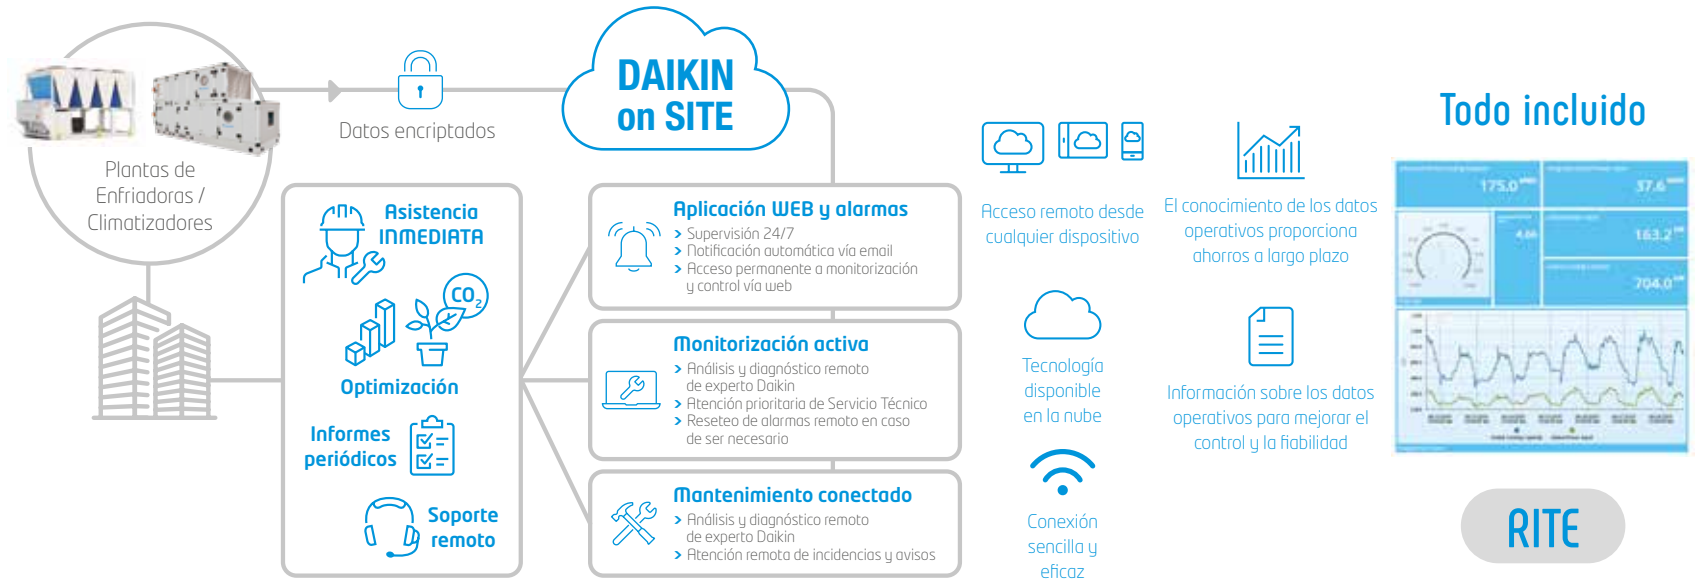 Plantas de
Enfriadoras /
Climatizadores
Datos encriptados
DAIKIN
on SITE
Asistencia
INMEDIATA
CO2
Optimización
Informes
periódicos
Soporte
remoto
Aplicación WEB y alarmas
> Supervisión 24/7
> Notificación automática vía email
> Acceso permanente a monitorización
y control vía web
Monitorización activa
> Análisis y diagnóstico remoto
de experto Daikin
> Atención prioritaria de Servicio Técnico
> Reseteo de alarmas remoto en caso
de ser necesario
Mantenimiento conectado
> Análisis y diagnóstico remoto
de experto Daikin
> Atención remota de incidencias y avisos
Acceso remoto desde
cualquier dispositivo
Tecnología
disponible
en la nube
Conexión
sencilla y
eficaz
El conocimiento de los datos
operativos proporciona
ahorros a largo plazo
Información sobre los datos
operativos para mejorar el
control y la fiabilidad
Todo incluido
175.0
37.6
4.66
163.2
704.0
RITE